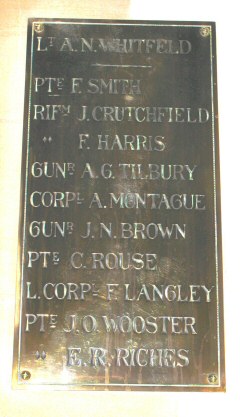 LT A.N. WHITFELD
PTE F. SMITH
RIFN J. CRUTCHFIELD
" F. HARRIS
GUNR A.G. TILBURY
CORPL A. MONTAGUE
GUNR J.N. BROWN
PTE C. ROUSE
L. CORPL F. LANGLEY
PTE J.O. WOOSTER
" E.R. RICHES